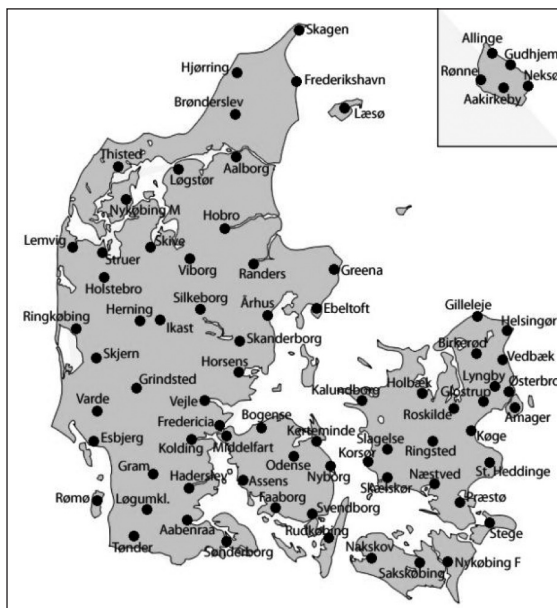 Skagen
Allinge
Gudhjem
Rønne
Neksø
Aakirkeby
Hjørring
Frederikshavn
Brønderslev
Læsø
Thisted
Løgstør
Aalborg
Nykøbing M
Hobro
Lemvig
Struer
Skive
Viborg
Randers
Greena
Holstebro
Silkeborg
Århus
Ebeltoft
Gilleleje
Helsingør
Ringkøbing
Herning
Ikast
Skanderborg
Birkerød
Vedbæk
Skjern
Horsens
Grindsted
Kalundborg
Holbæk
Lyngby
Østerbro
Glostrup
Varde
Vejle
Bogense
Roskilde
Amager
Fredericia
Middelfart
Kerteminde
Slagelse
Køge
Esbjerg
Kolding
Odense
Korsør
Ringsted
Nyborg
St. Heddinge
Gram
Haderslev
Assens
Skælskør
Næstved
Rømø
Løgumkl.
Faaborg
Svendborg
Præstø
Aabenraa
Rudkøbing
Stege
Tønder
Sønderborg
Nakskov
Sakskøbing
Nykøbing F